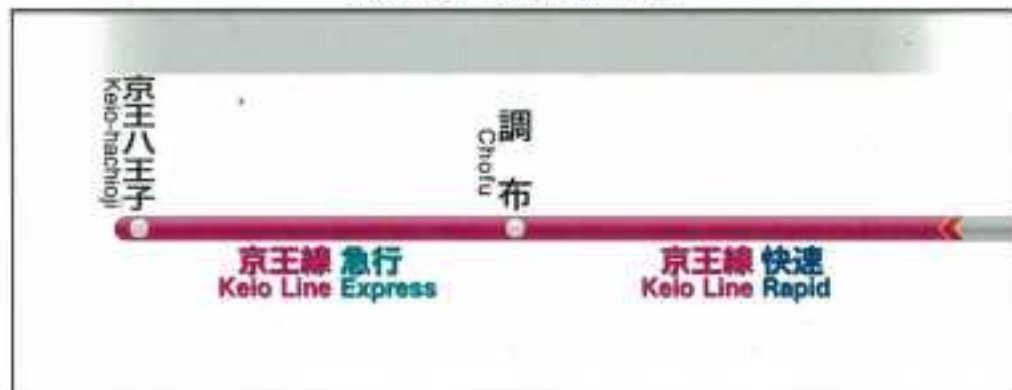 京王八王子
Keio-hachioji
調布
Chofu
京王線 急行
Keio Line Express
京王線 快速
Keio Line Rapid